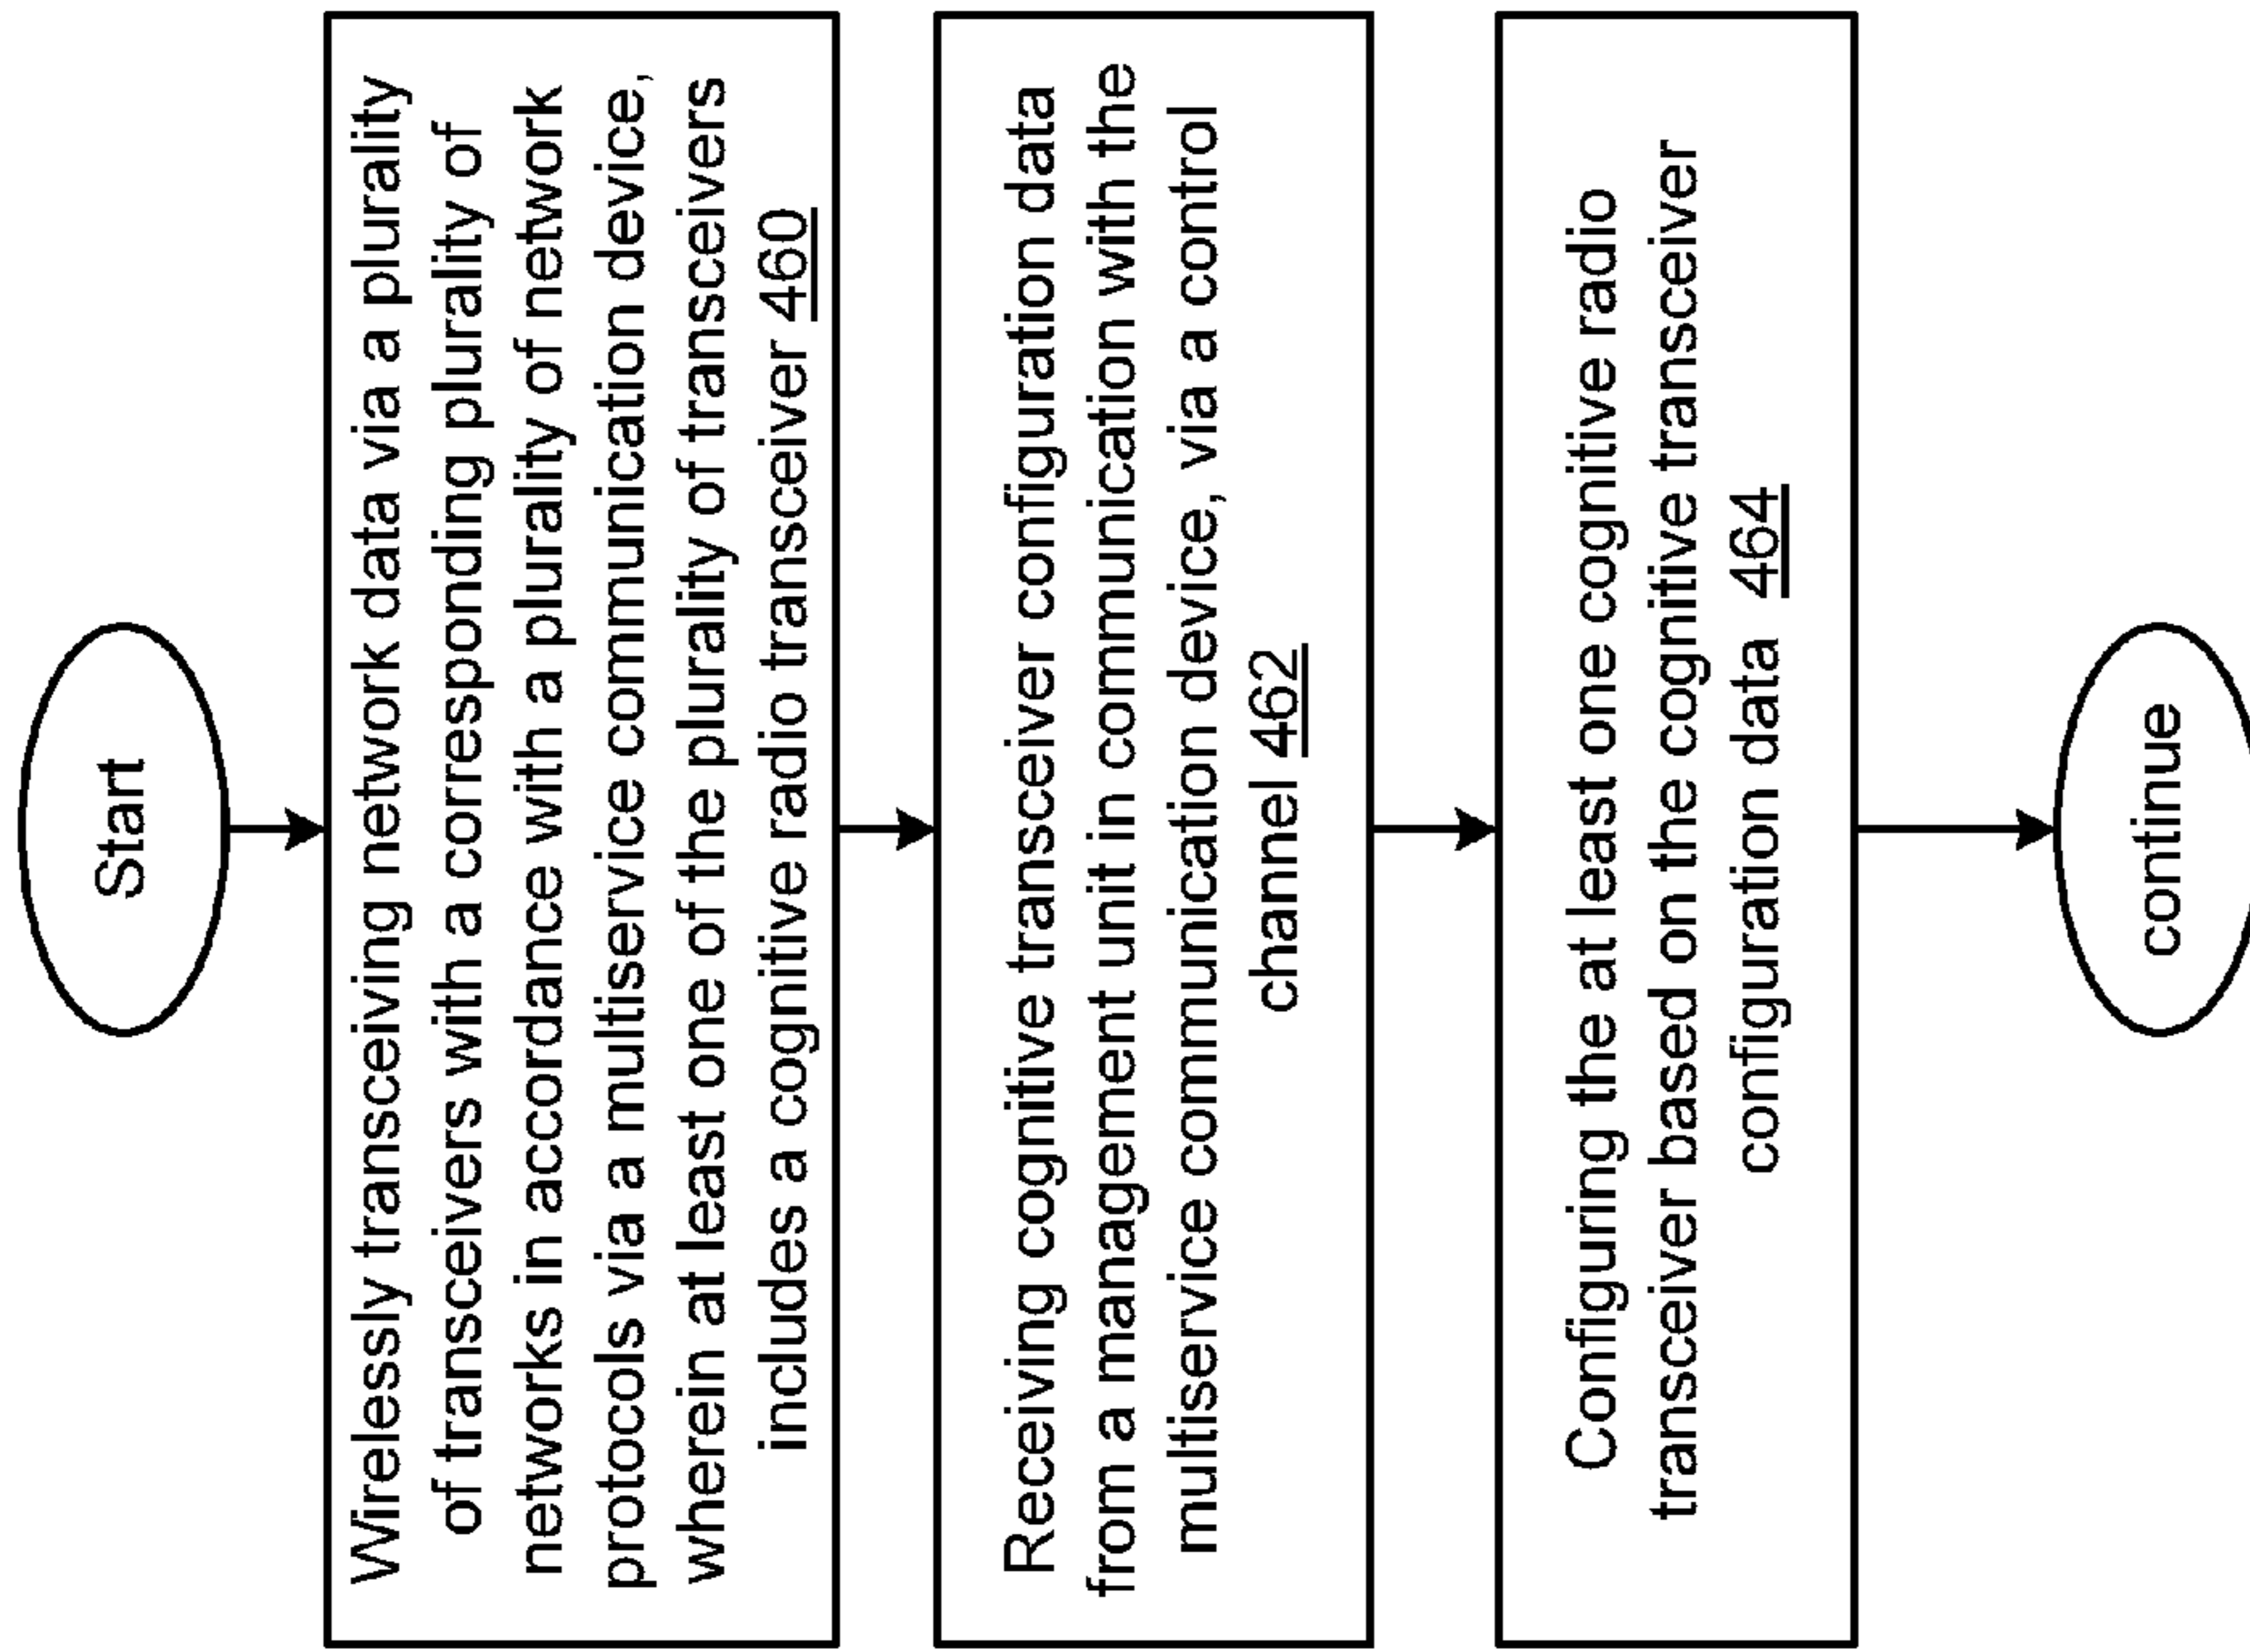 Start
Wirelessly transceiving network data via a plurality
of transceivers with a corresponding plurality of
networks in accordance with a plurality of network
protocols via a multiservice communication device,
wherein at least one of the plurality of transceivers
includes a cognitive radio transceiver 460
Receiving cognitive transceiver configuration data
from a management unit in communication with the
multiservice communication device, via a control
channel 462
Configuring the at least one cognitive radio
transceiver based on the cognitive transceiver
configuration data 464
continue